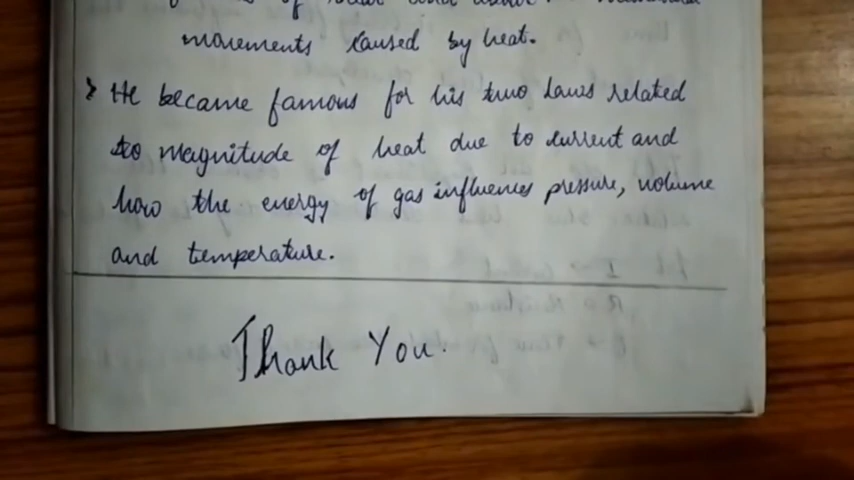 movements caused by heat.
> He became famous for his two Laws related
to magnitude of heat due to current and
how the energy of gas influences pressure, volume
and temperature.
Thank You.